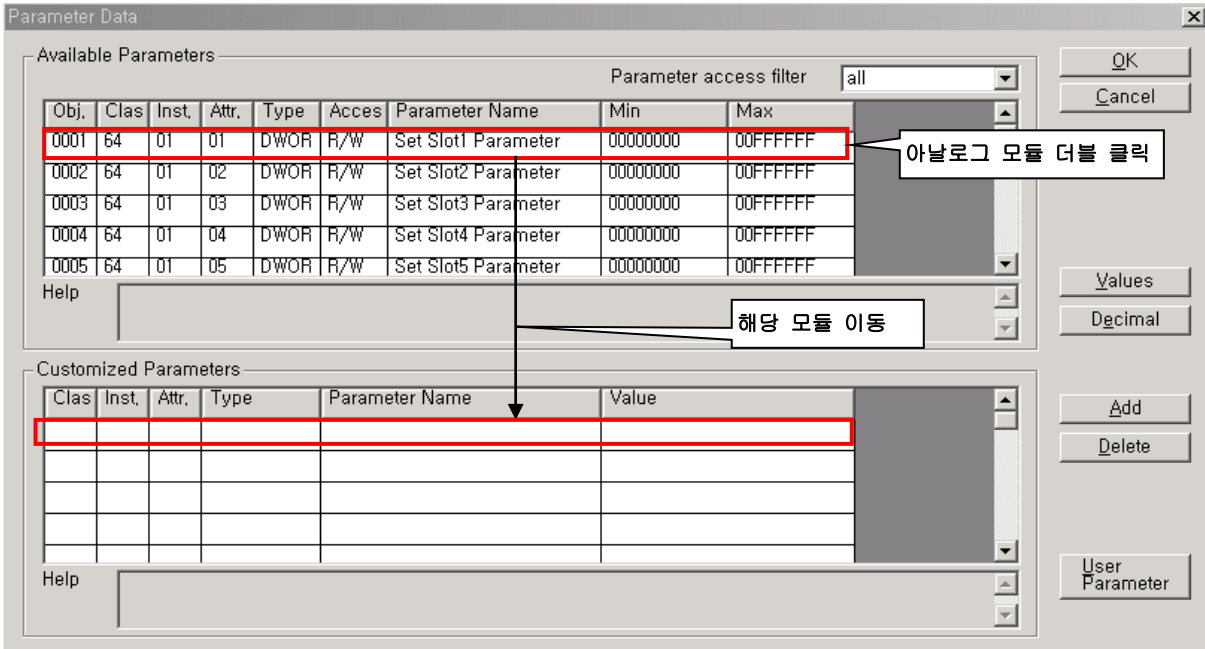 Parameter Data
Available Parameters
Parameter access filter all
Obj, Clas Inst, Attr, Type Acces Parameter Name Min Max
0001 64 01 01 DWOR R/W Set Slot1 Parameter 00000000 00FFFFFF
0002 64 01 02 DWOR R/W Set Slot2 Parameter 00000000 00FFFFFF
0003 64 01 03 DWOR R/W Set Slot3 Parameter 00000000 00FFFFFF
0004 64 01 04 DWOR R/W Set Slot4 Parameter 00000000 00FFFFFF
0005 64 01 05 DWOR R/W Set Slot5 Parameter 00000000 00FFFFFF
아날로그 모듈 더블 클릭
Help
해당 모듈 이동
Customized Parameters
Clas Inst, Attr, Type Parameter Name Value
Help
OK
Cancel
Values
Decimal
Add
Delete
User
Parameter